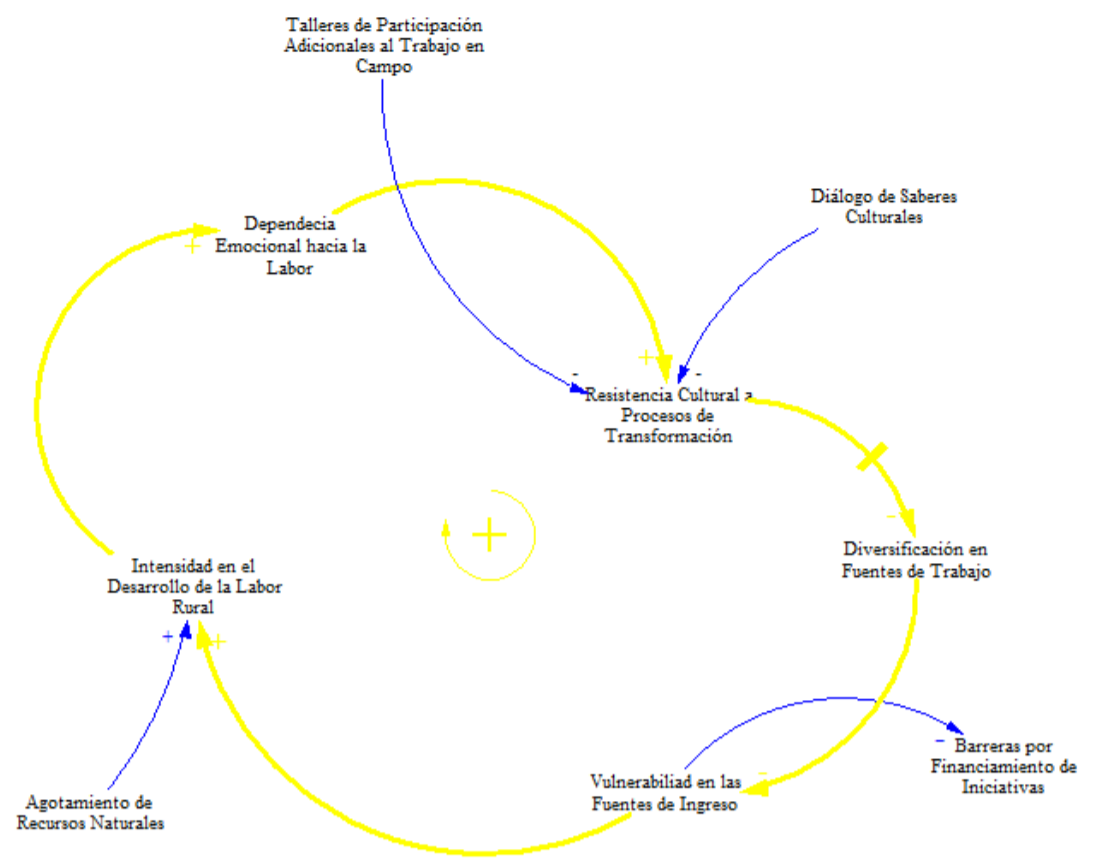 Talleres de Participación
Adicionales al Trabajo en
Campo
Diálogo de Saberes
Culturales
Dependecia
Emocional hacia la
Labor
+
+
-
-
Resistencia Cultural a
Procesos de
Transformación
-
+
Diversificación en
Fuentes de Trabajo
Intensidad en el
Desarrollo de la Labor
Rural
+
+
-
-
Barreras por
Financiamiento de
Iniciativas
Vulnerabiliad en las
Fuentes de Ingreso
Agotamiento de
Recursos Naturales